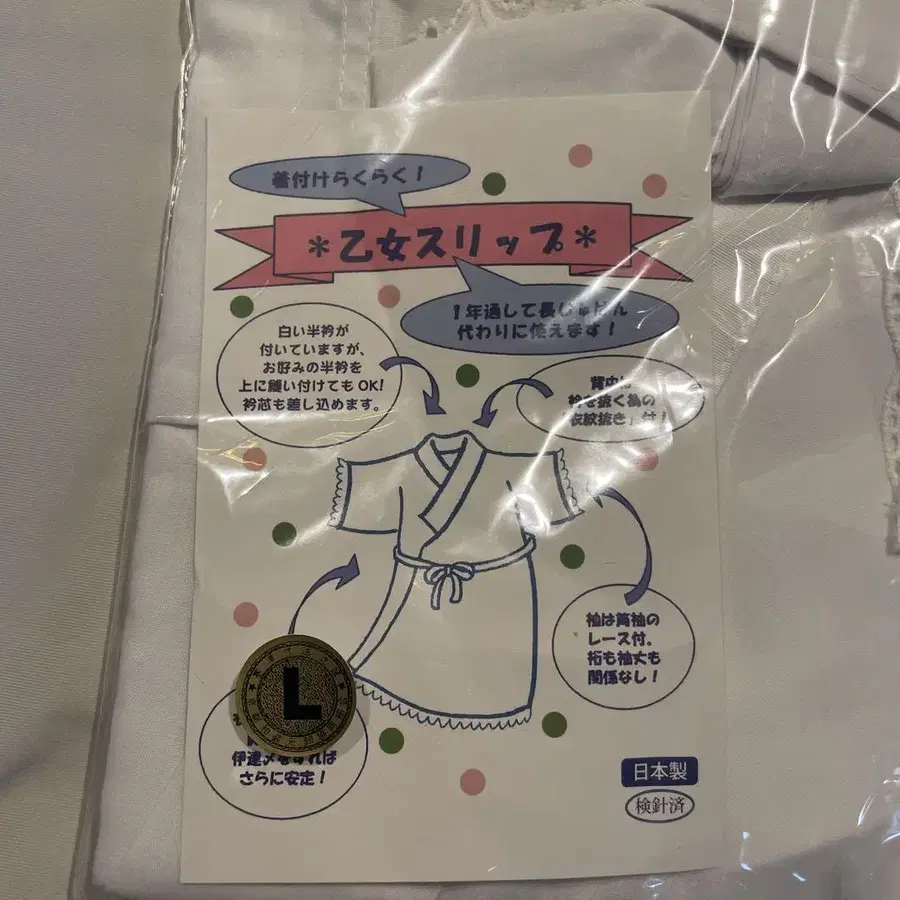 着付けらくらく!
*乙女スリップ*
1年通して長じゅばん
代わりに使えます!
白い半衿が
付いていますが、
お好みの半衿を
上に縫い付けてもOK!
衿芯も差し込めます。
背中に
衿を抜く為の
「衣紋抜き」付!
袖は筒袖の
レース付。
裄も袖丈も
関係なし!
L
伊達〆をすれば
さらに安定!
日本製
検針済